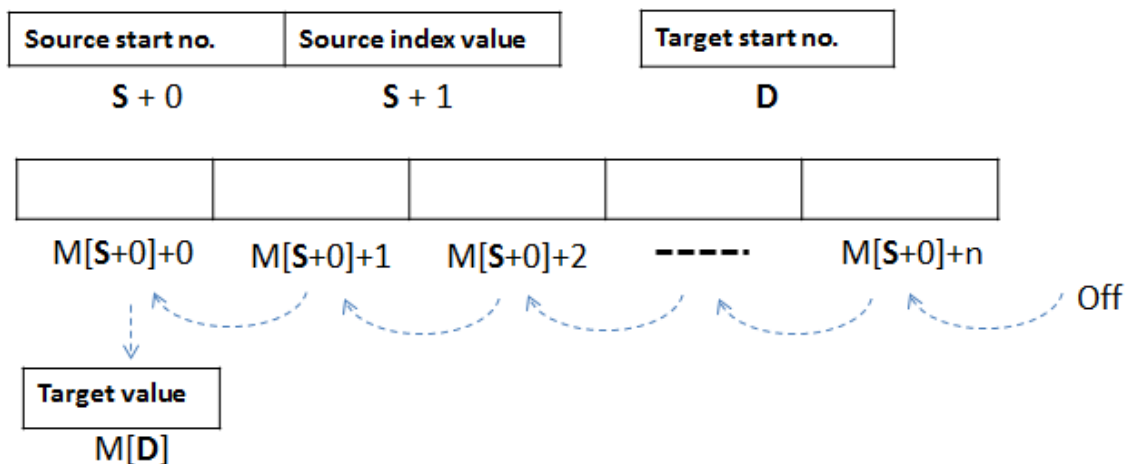 Source start no. Source index value Target start no.
S + 0 S + 1 D
M[S+0]+0 M[S+0]+1 M[S+0]+2 ----- M[S+0]+n
Off
Target value
M[D]